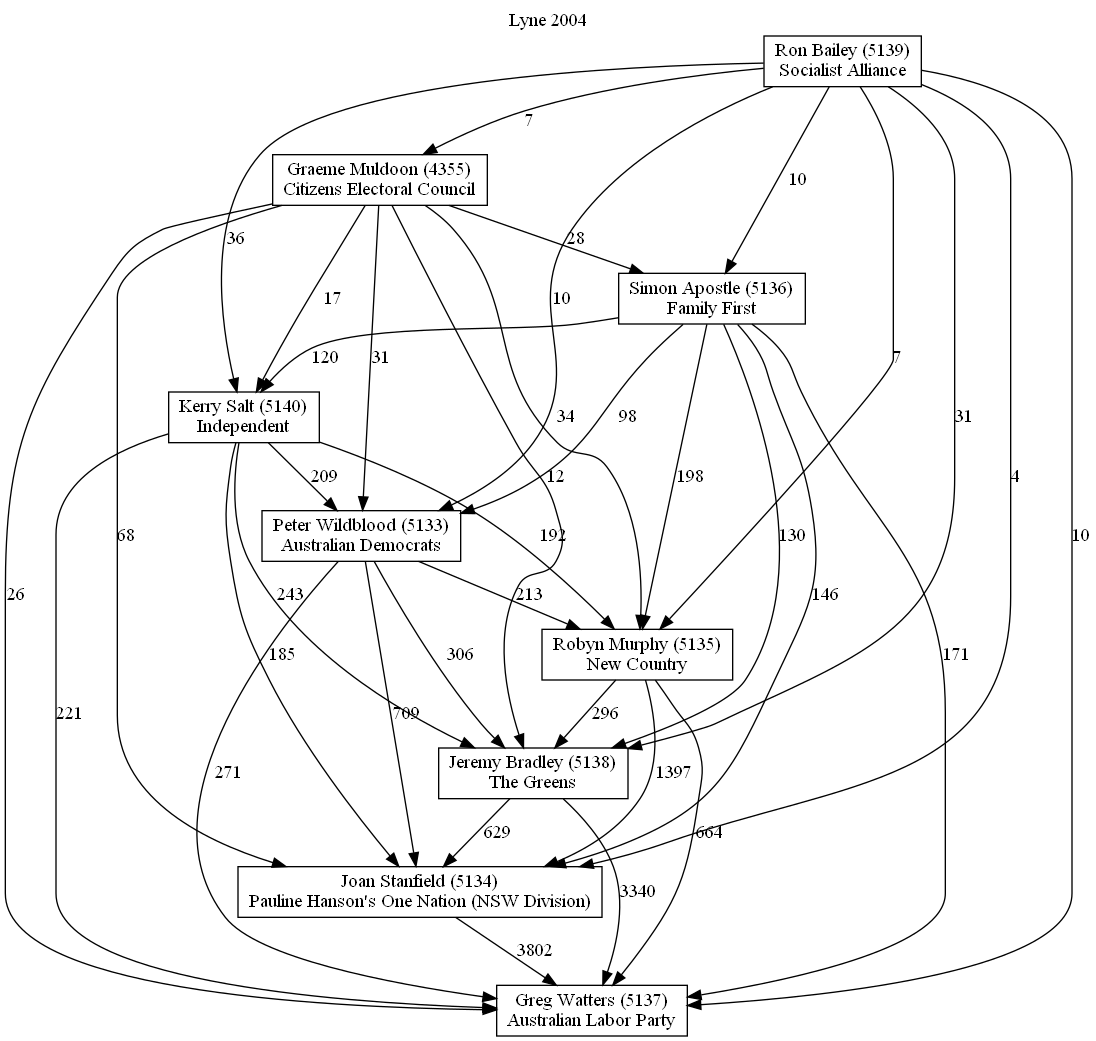 Lyne 2004
Ron Bailey (5139)
Socialist Alliance
7
Graeme Muldoon (4355)
Citizens Electoral Council
10
36
28
Simon Apostle (5136)
Family First
17
10
120
31
7
Kerry Salt (5140)
Independent
34
98
31
209
12
198
4
Peter Wildblood (5133)
Australian Democrats
68
192
130
10
26
243
213
146
185
306
Robyn Murphy (5135)
New Country
171
221
709
296
Jeremy Bradley (5138)
The Greens
271
1397
629
664
Joan Stanfield (5134)
Pauline Hanson's One Nation (NSW Division)
3340
3802
Greg Watters (5137)
Australian Labor Party